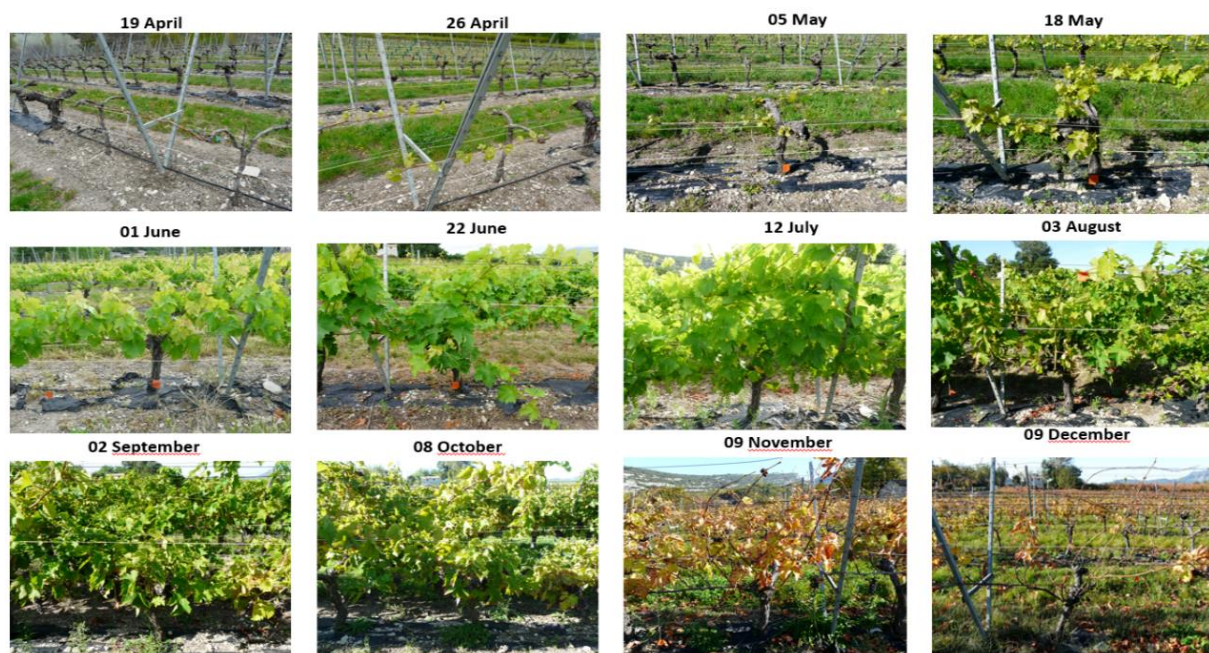 19 April
26 April
05 May
18 May
01 June
22 June
12 July
03 August
02 September
08 October
09 November
09 December